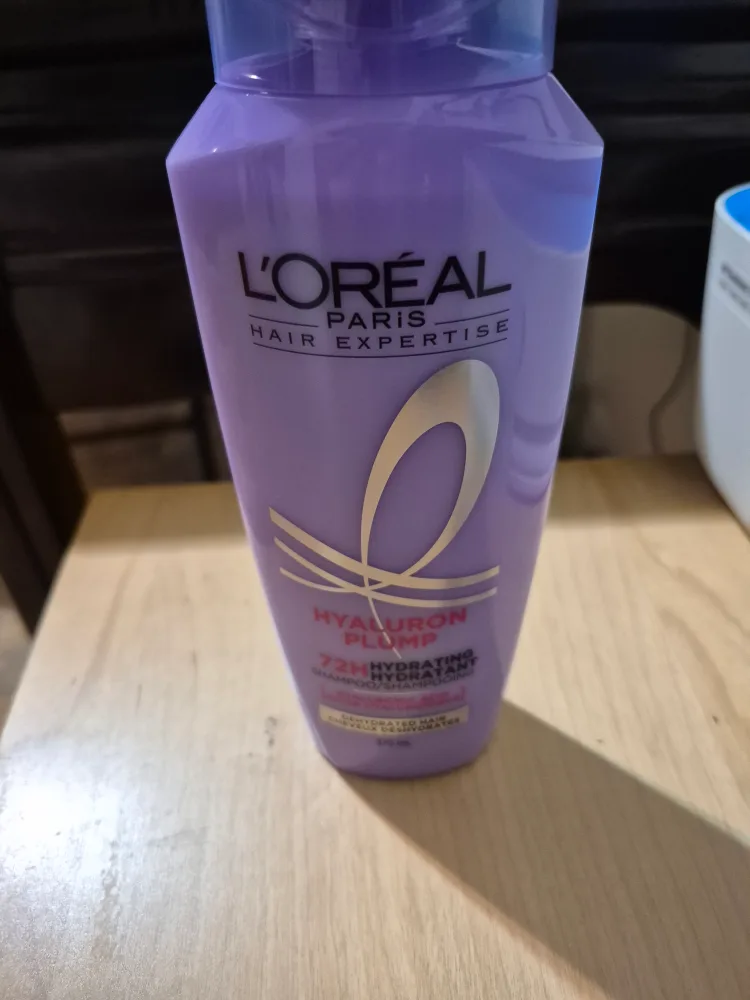 L'ORÉAL
PARiS
HAIR EXPERTISE
HYALURON
PLUMP
72H HYDRATING
HYDRATANT
SHAMPOO/SHAMPOOING
DEHYDRATED HAIR
CHEVEUX DÉSHYDRATÉS